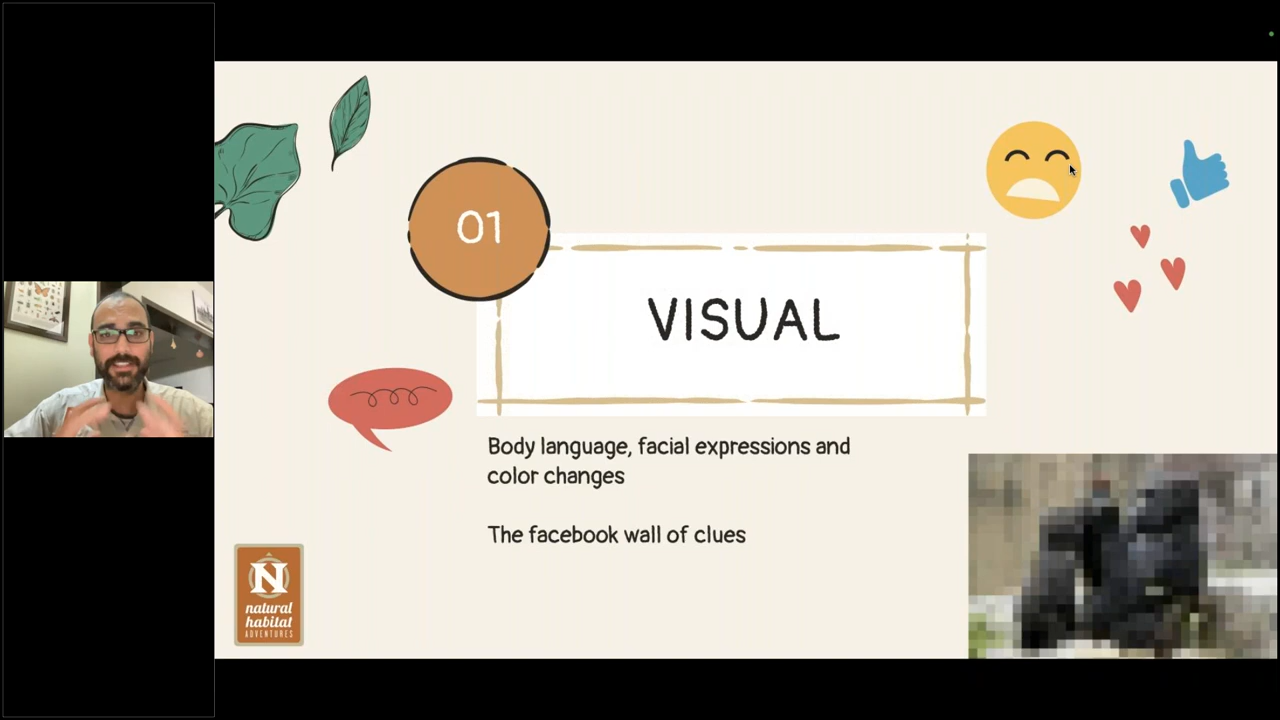 01
VISUAL
Body language, facial expressions and
color changes
The facebook wall of clues
N
natural
habitat
ADVENTURES